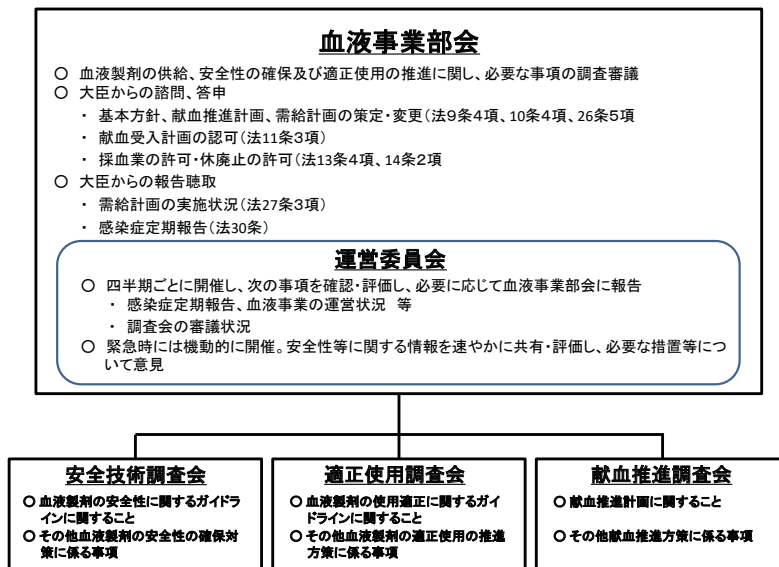 血液事業部会
○ 血液製剤の供給、安全性の確保及び適正使用の推進に関し、必要な事項の調査審議
○ 大臣からの諮問、答申
・ 基本方針、献血推進計画、需給計画の策定・変更(法9条4項、10条4項、26条5項
・ 献血受入計画の認可(法11条3項)
・ 採血業の許可・休廃止の許可(法13条4項、14条2項
○ 大臣からの報告聴取
・ 需給計画の実施状況(法27条3項)
・ 感染症定期報告(法30条)
運営委員会
○ 四半期ごとに開催し、次の事項を確認・評価し、必要に応じて血液事業部会に報告
・ 感染症定期報告、血液事業の運営状況 等
・ 調査会の審議状況
○ 緊急時には機動的に開催。安全性等に関する情報を速やかに共有・評価し、必要な措置等につ
いて意見
安全技術調査会
○ 血液製剤の安全性に関するガイドラ
インに関すること
○ その他血液製剤の安全性の確保対
策に係る事項
適正使用調査会
○ 血液製剤の使用適正に関するガイ
ドラインに関すること
○ その他血液製剤の適正使用の推進
方策に係る事項
献血推進調査会
○ 献血推進計画に関すること
○ その他献血推進方策に係る事項